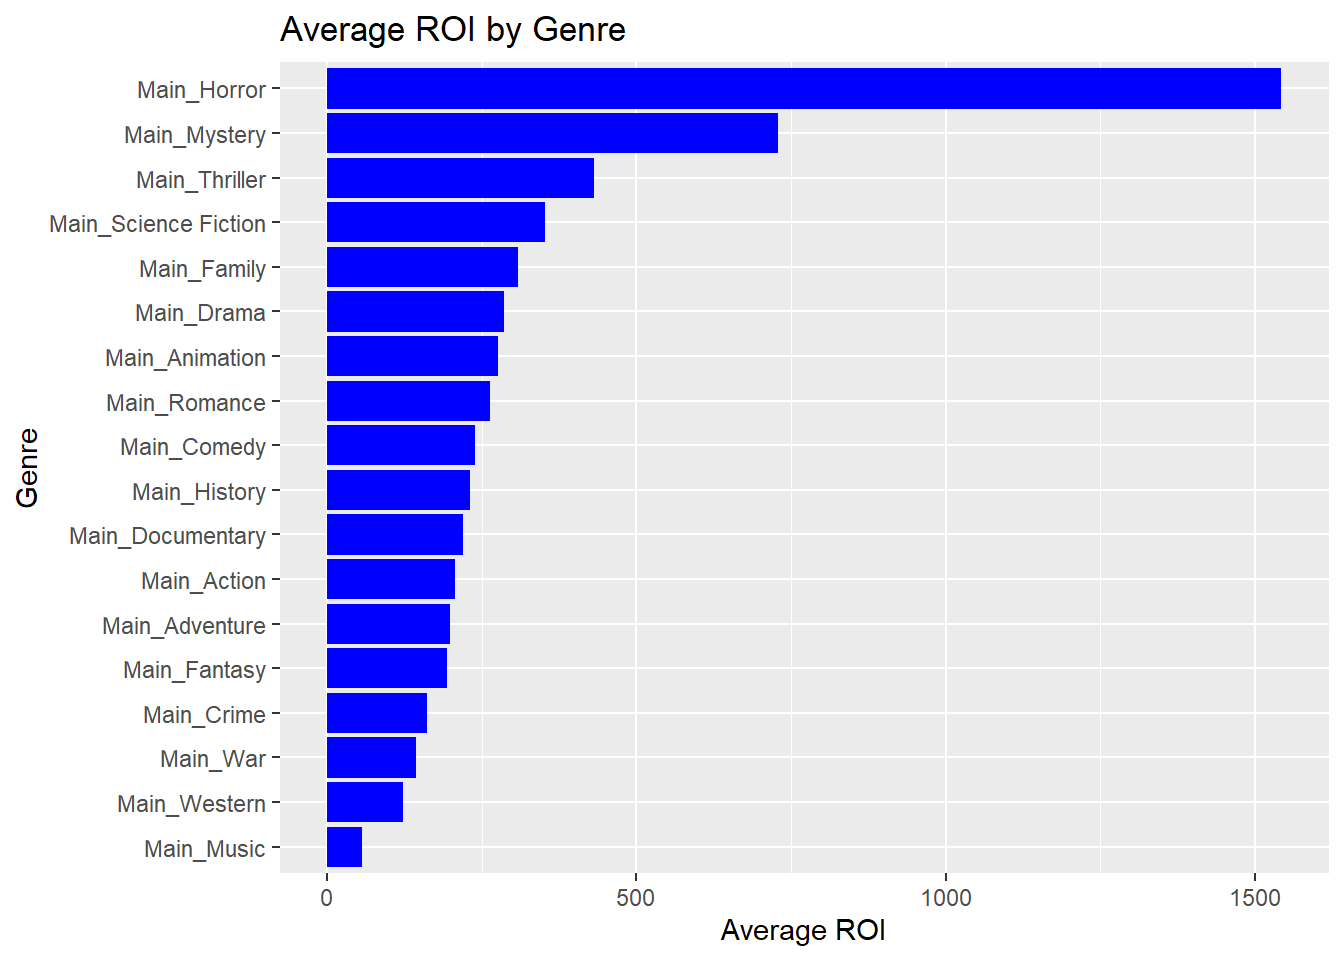 Average ROI by Genre
Main_Horror
Main_Mystery
Main_Thriller
Main_Science Fiction
Main_Family
Main_Drama
Main_Animation
Main_Romance
Main_Comedy
Main_History
Main_Documentary
Main_Action
Main_Adventure
Main_Fantasy
Main_Crime
Main_War
Main_Western
Main_Music
Genre
0 500 1000 1500
Average ROI